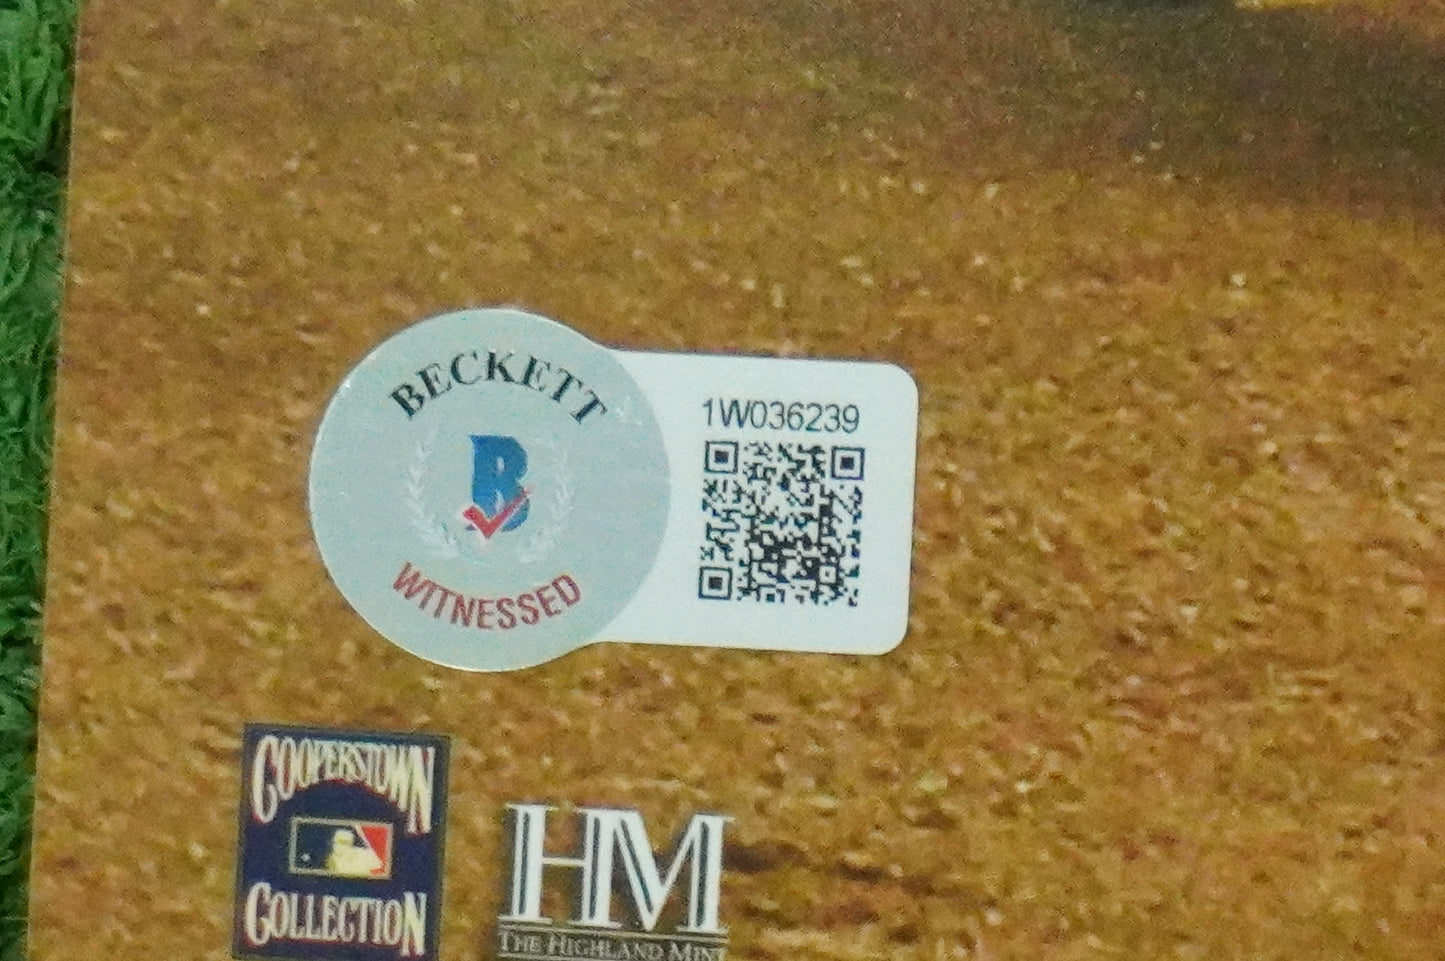 BECKETT
WITNESSED
1W036239
COOPERSTOWN
COLLECTION
HM
THE HIGHLAND MINT